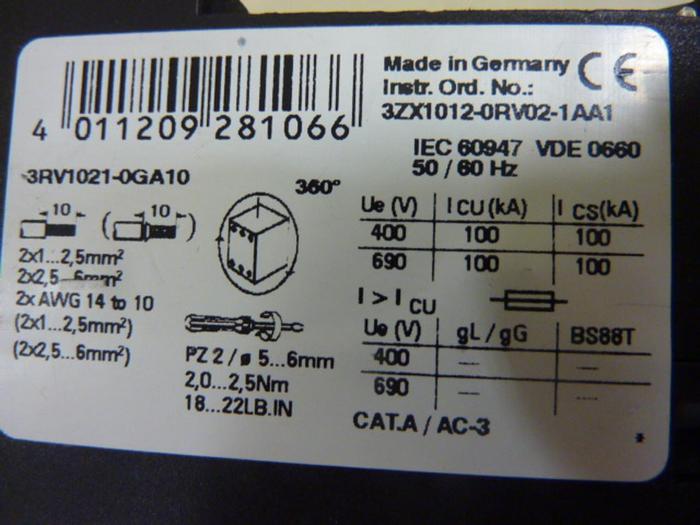 4 011209 281066
Made in Germany CE
Instr. Ord. No.:
3ZX1012-0RV02-1AA1
IEC 60947 VDE 0660
50 / 60 Hz
3RV1021-0GA10
360°
10 ( 10 )
2x1...2,5mm²
2x2,5...6mm²
2x AWG 14 to 10
(2x1...2,5mm²)
(2x2,5...6mm²)
PZ 2 / ø 5...6mm
2,0...2,5Nm
18...22LB.IN
Ue (V) I CU (kA) I CS(kA)
400 100 100
690 100 100
I > I CU
Ue (V) gL / gG BS88T
400 — —
690 — —
CAT.A / AC-3